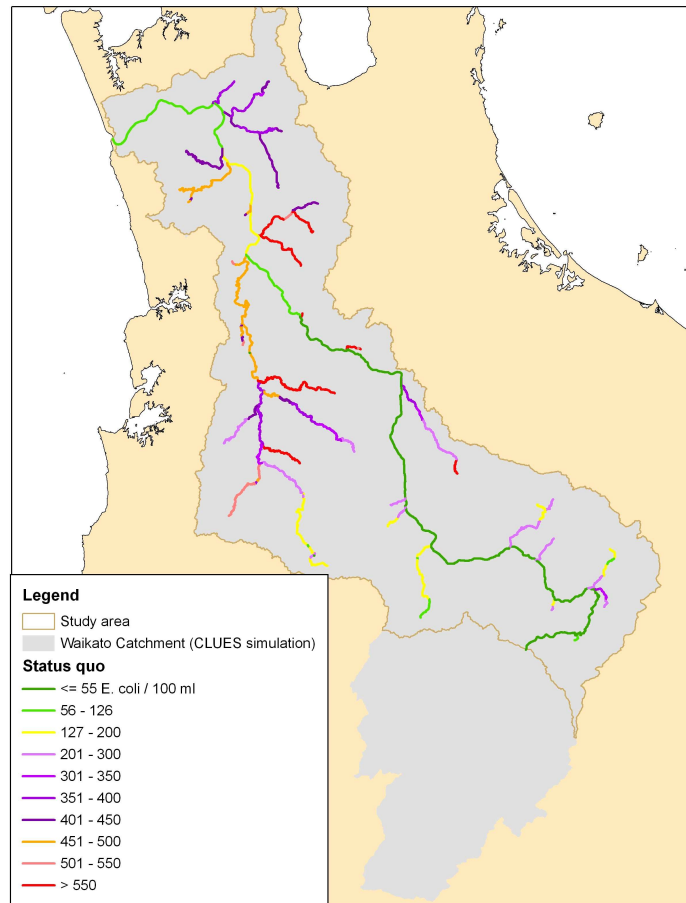 Legend
Study area
Waikato Catchment (CLUES simulation)
Status quo
<= 55 E. coli / 100 ml
56 - 126
127 - 200
201 - 300
301 - 350
351 - 400
401 - 450
451 - 500
501 - 550
> 550